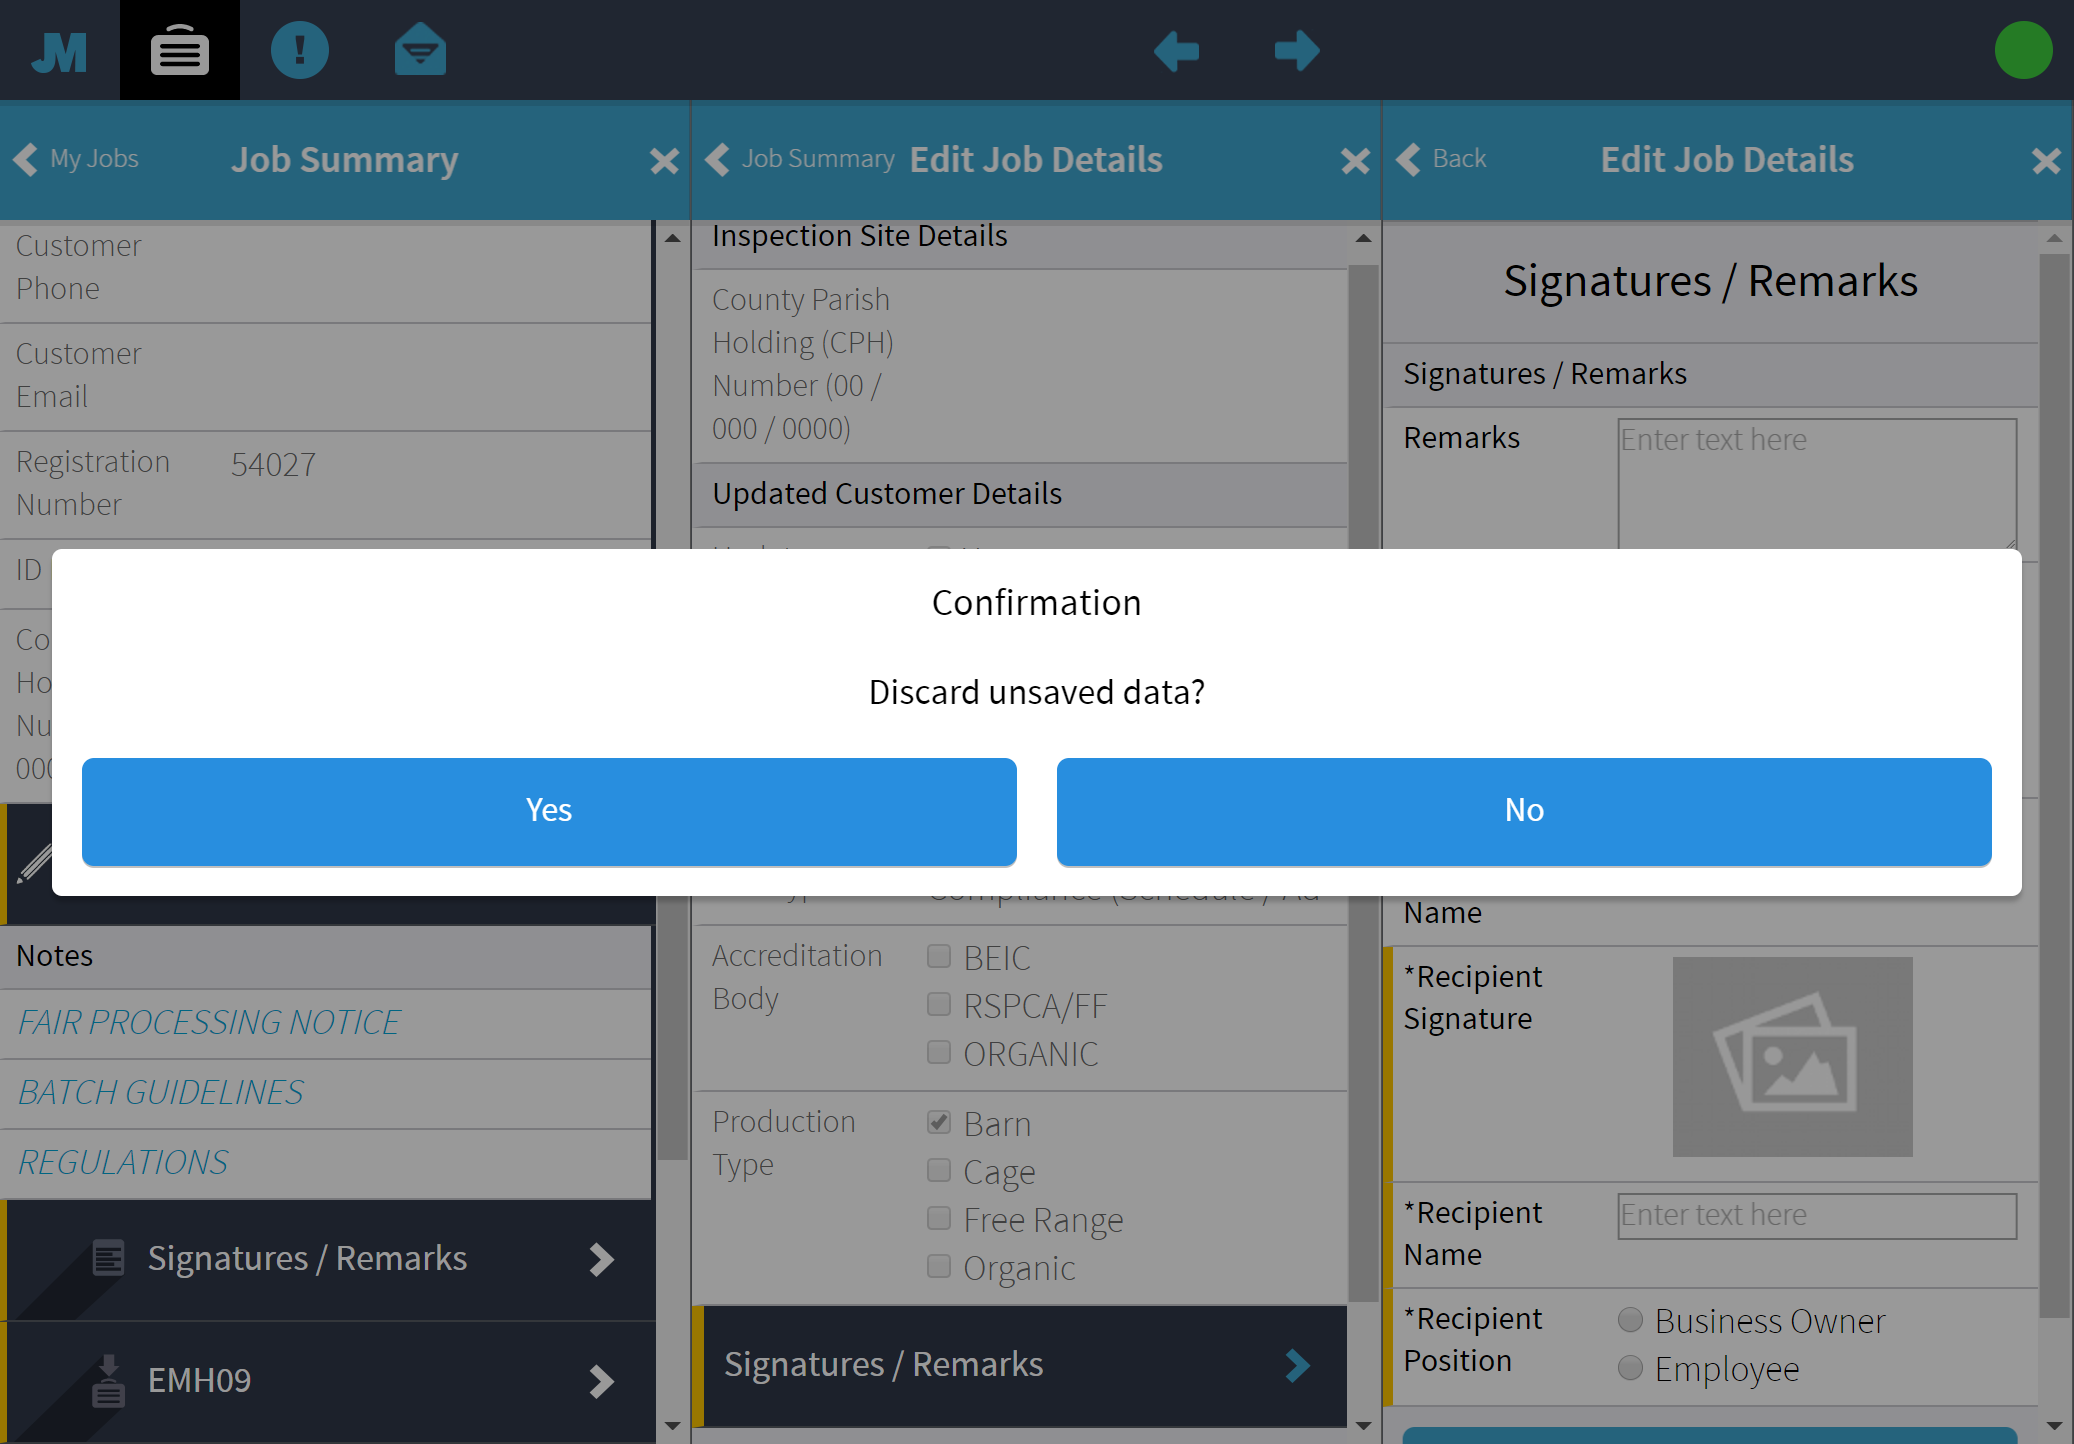 JM
My Jobs
Job Summary
Job Summary
Edit Job Details
Back
Edit Job Details
Customer
Phone
Customer
Email
Registration
Number
54027
ID
Co
Ho
Nu
000
Notes
FAIR PROCESSING NOTICE
BATCH GUIDELINES
REGULATIONS
Signatures / Remarks
EMH09
Inspection Site Details
County Parish
Holding (CPH)
Number (00 /
000 / 0000)
Updated Customer Details
Accreditation
Body
BEIC
RSPCA/FF
ORGANIC
Production
Type
Barn
Cage
Free Range
Organic
Signatures / Remarks
Signatures / Remarks
Signatures / Remarks
Remarks
Enter text here
Confirmation
Discard unsaved data?
Yes
No
Name
*Recipient
Signature
*Recipient
Name
Enter text here
*Recipient
Position
Business Owner
Employee